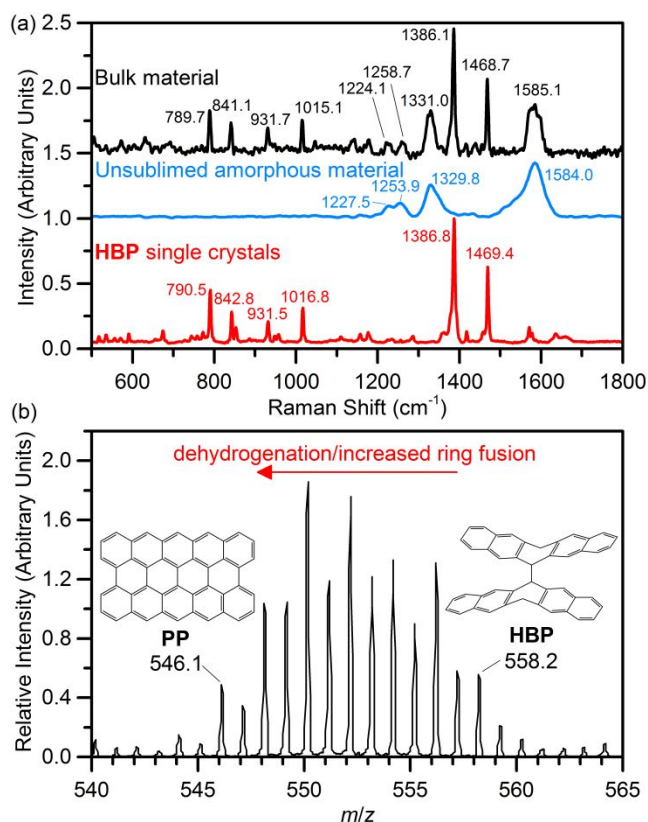 (a)
2.5
2.0
1.5
1.0
0.5
0.0
Intensity (Arbitrary Units)
Bulk material
789.7
841.1
931.7
1015.1
1224.1
1258.7
1331.0
1386.1
1468.7
1585.1
Unsublimed amorphous material
1227.5
1253.9
1329.8
1584.0
HBP single crystals
790.5
842.8
931.5
1016.8
1386.8
1469.4
600 800 1000 1200 1400 1600 1800
Raman Shift (cm⁻¹)
(b)
2.0
1.6
1.2
0.8
0.4
0.0
Relative Intensity (Arbitrary Units)
dehydrogenation/increased ring fusion
PP
546.1
HBP
558.2
540 545 550 555 560 565
m/z